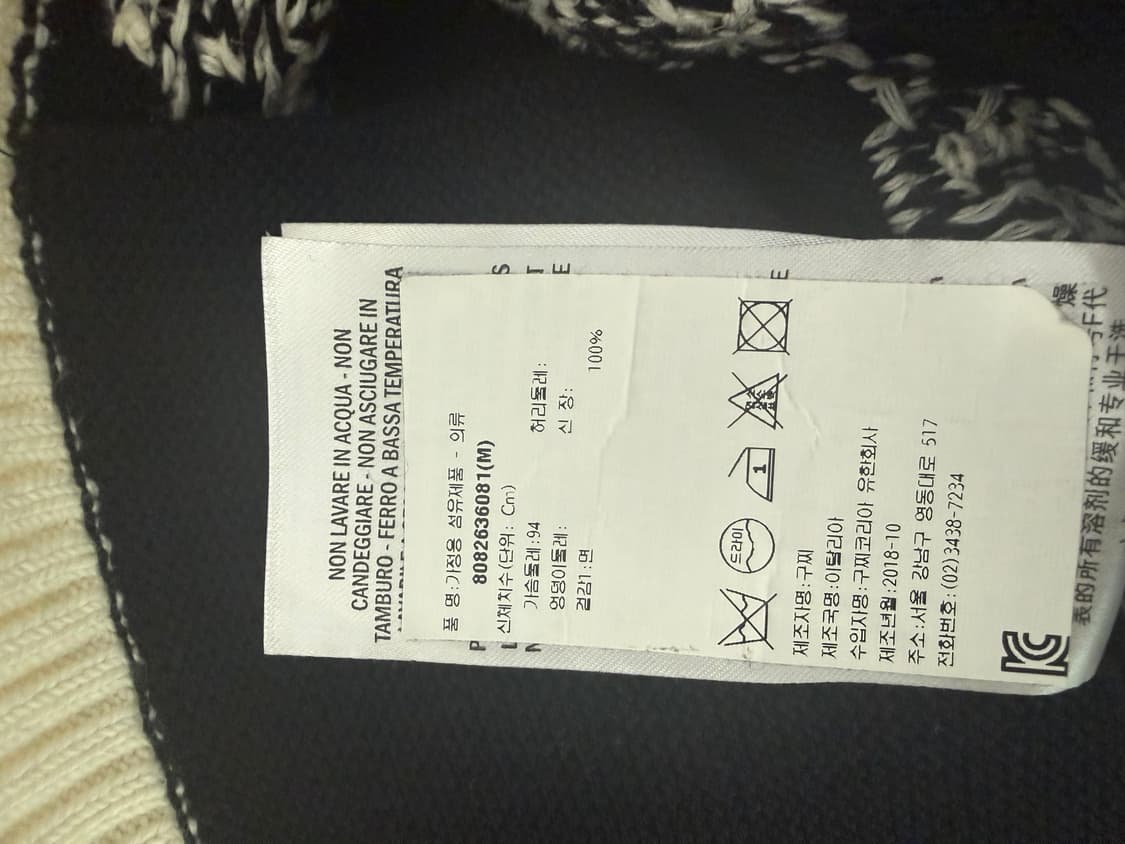 NON LAVARE IN ACQUA - NON
CANDEGGIARE - NON ASCIUGARE IN
TAMBURO - FERRO A BASSA TEMPERATURA
품 명:가정용 섬유제품 - 의류
8082636081(M)
신체치수(단위: Cm)
가슴둘레:94 허리둘레:
엉덩이둘레: 신 장:
겉감1:면 100%
드라이
1
제조자명:구찌
제조국명:이탈리아
수입자명:구찌코리아 유한회사
제조년월:2018-10
주소:서울 강남구 영동대로 517
전화번호:(02)3438-7234
燥
F代
表的所有溶剂的缓和专业干洗